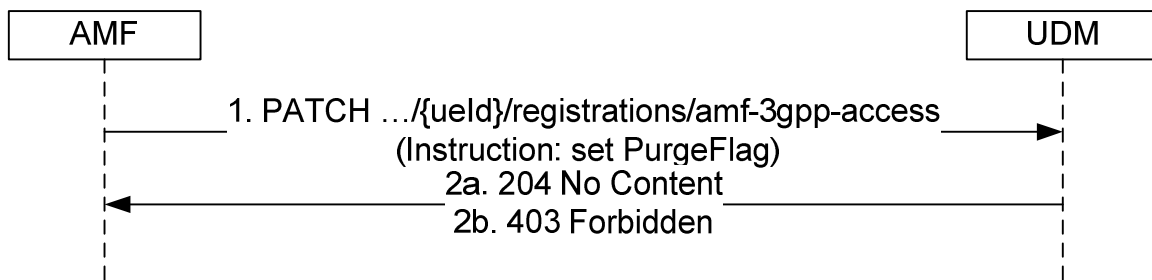 AMF
UDM
1. PATCH …/{ueId}/registrations/amf-3gpp-access
(Instruction: set PurgeFlag)
2a. 204 No Content
2b. 403 Forbidden